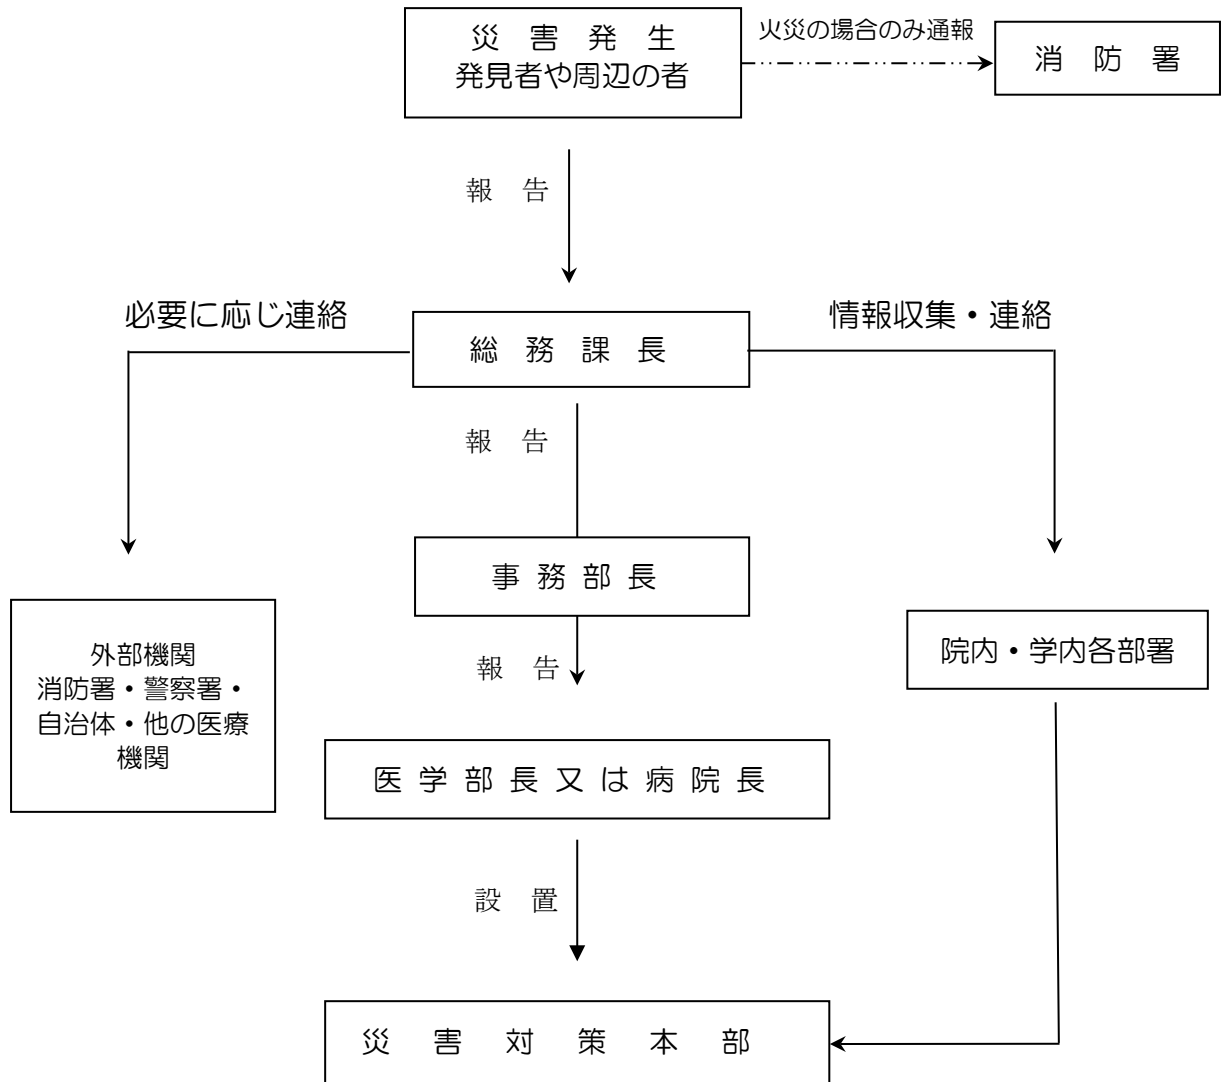 災 害 発 生
発見者や周辺の者
火災の場合のみ通報
消 防 署
報 告
必要に応じ連絡
総 務 課 長
情報収集・連絡
報 告
事 務 部 長
報 告
外部機関
消防署・警察署・
自治体・他の医療
機関
院内・学内各部署
医 学 部 長 又 は 病 院 長
設 置
災 害 対 策 本 部